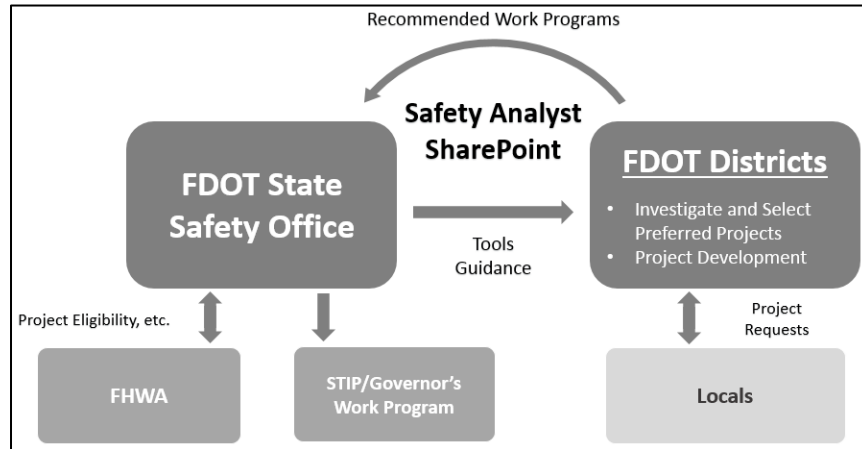 Recommended Work Programs
Safety Analyst
SharePoint
FDOT State
Safety Office
FDOT Districts
• Investigate and Select
Preferred Projects
• Project Development
Tools
Guidance
Project Eligibility, etc.
Project
Requests
FHWA
STIP/Governor's
Work Program
Locals